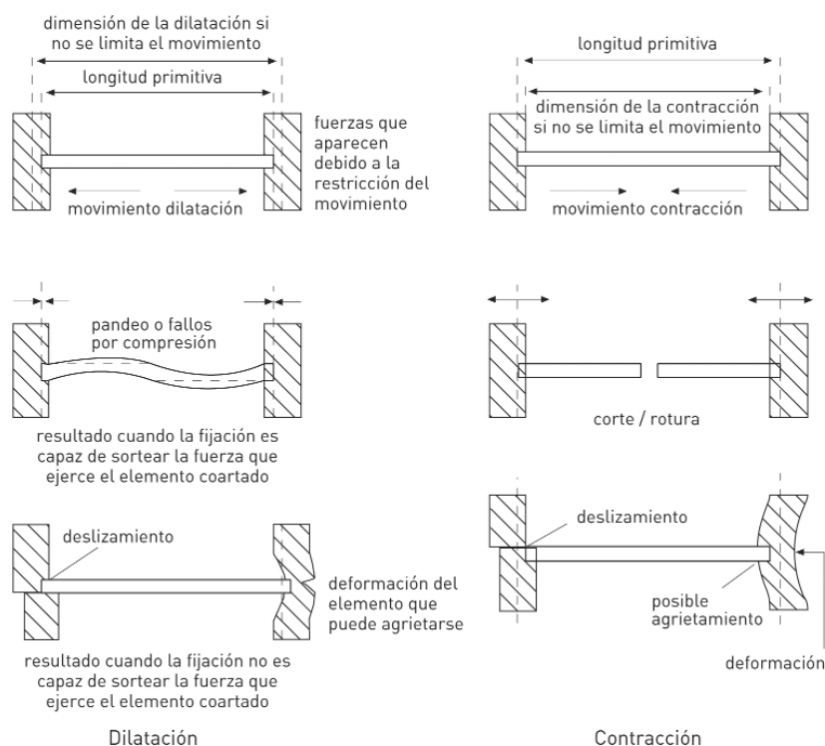 dimensión de la dilatación si
no se limita el movimiento
longitud primitiva
fuerzas que
aparecen
debido a la
restricción del
movimiento
movimiento dilatación
longitud primitiva
dimensión de la contracción
si no se limita el movimiento
movimiento contracción
pandeo o fallos
por compresión
resultado cuando la fijación es
capaz de sortear la fuerza que
ejerce el elemento coartado
corte / rotura
deslizamiento
deformación del
elemento que
puede agrietarse
resultado cuando la fijación no es
capaz de sortear la fuerza que
ejerce el elemento coartado
deslizamiento
posible
agrietamiento
deformación
Dilatación
Contracción